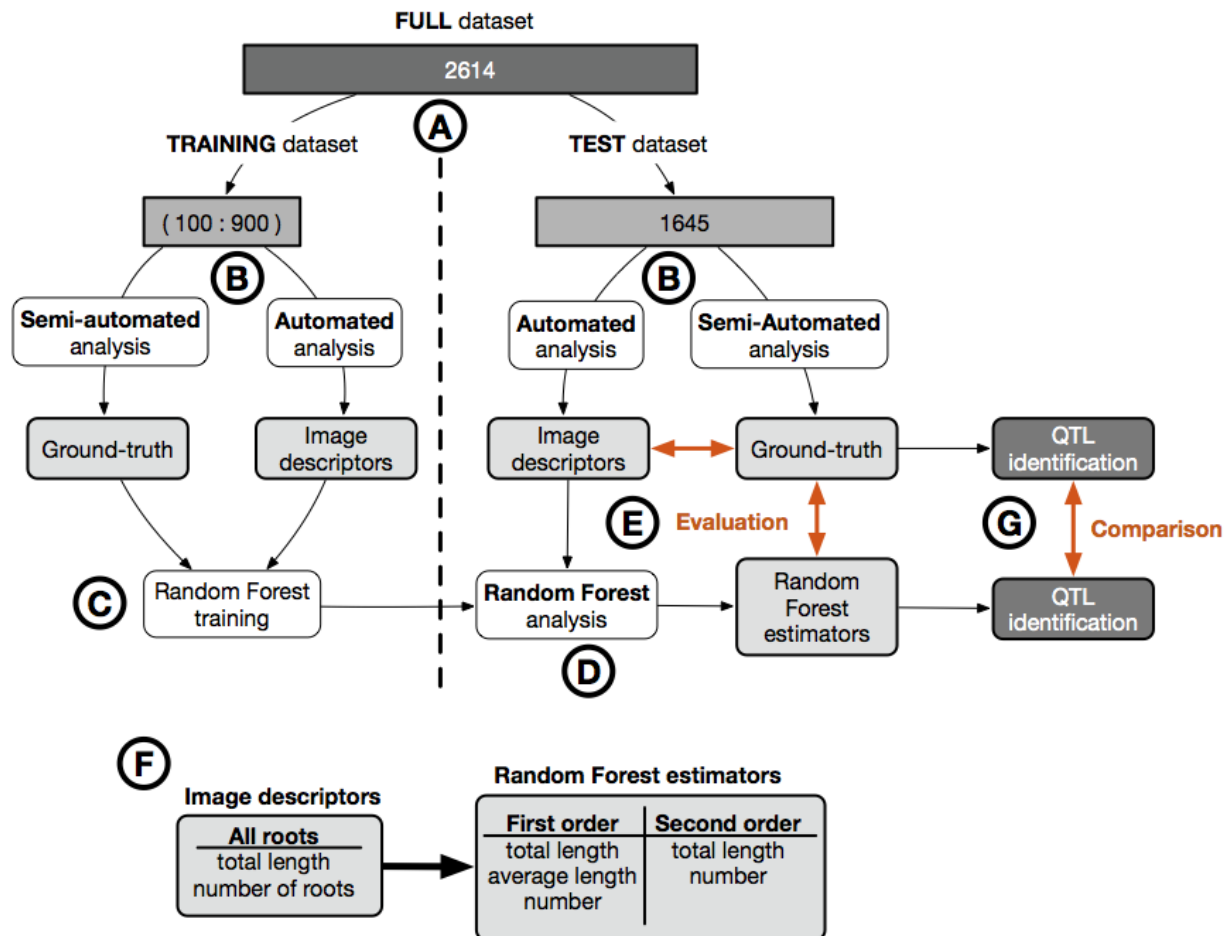 FULL dataset
2614
A
TRAINING dataset
TEST dataset
( 100 : 900 )
1645
B
B
Semi-automated
analysis
Automated
analysis
Automated
analysis
Semi-Automated
analysis
Ground-truth
Image
descriptors
Image
descriptors
Ground-truth
QTL
identification
E
Evaluation
G
Comparison
C
Random Forest
training
Random Forest
analysis
Random
Forest
estimators
QTL
identification
D
F
Image descriptors
All roots
total length
number of roots
Random Forest estimators
First order
total length
average length
number
Second order
total length
number